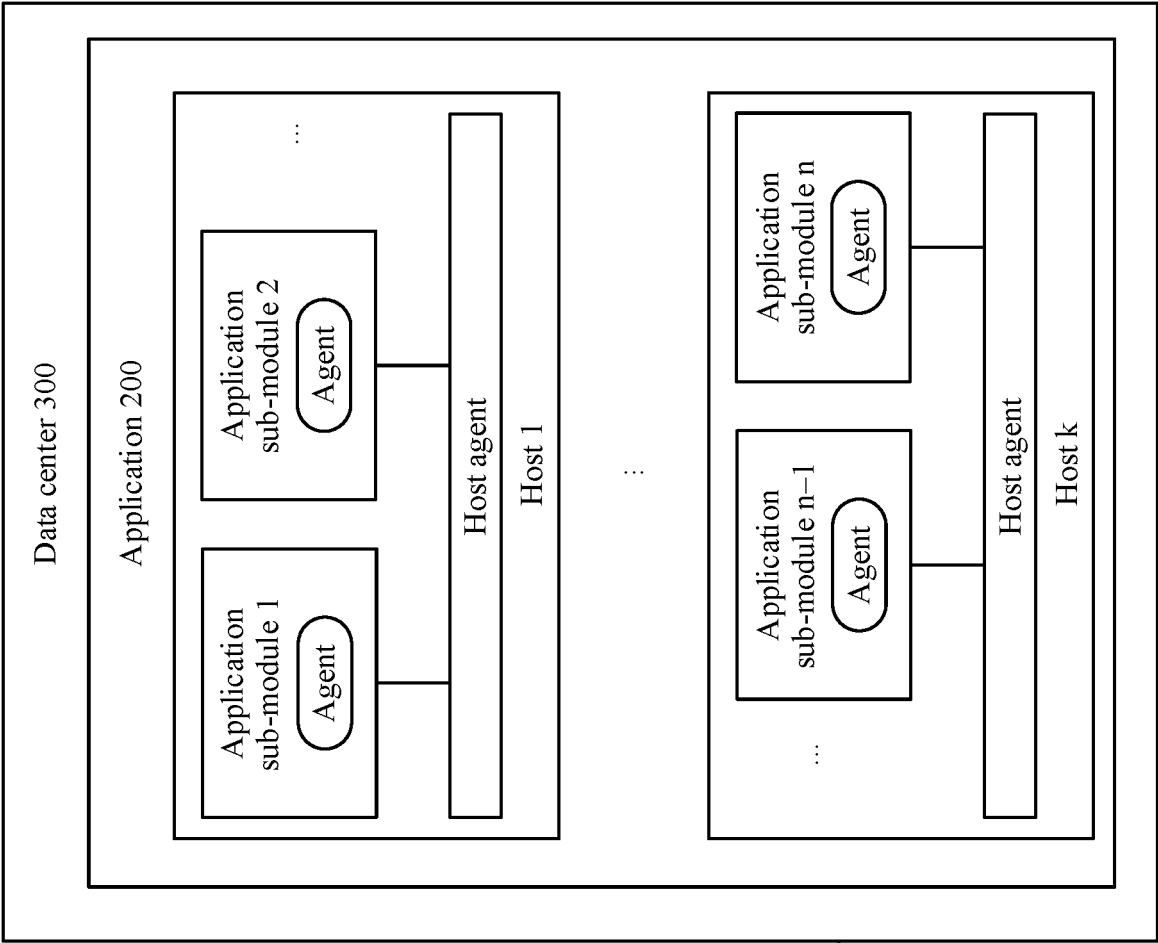 Data center 300
Application 200
Application
sub-module 1
Agent
Application
sub-module 2
Agent
...
Host agent
Host 1
...
...
Application
sub-module n−1
Agent
Application
sub-module n
Agent
Host agent
Host k